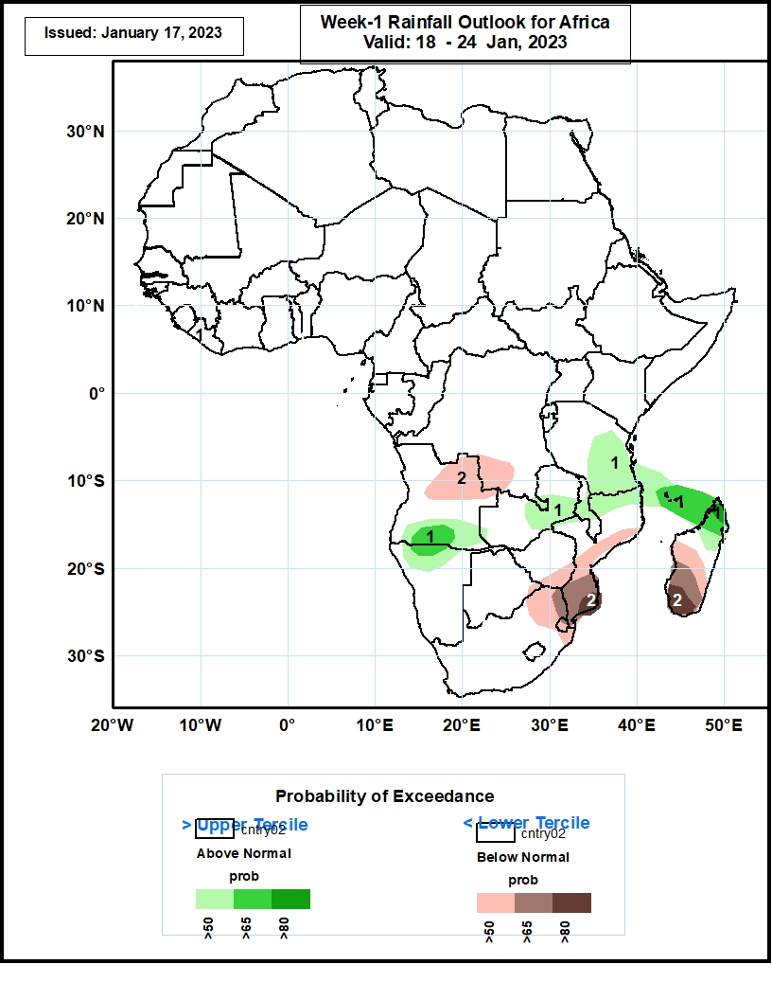 Issued: January 17, 2023
Week-1 Rainfall Outlook for Africa
Valid: 18 - 24 Jan, 2023
30°N
20°N
10°N
1
0°
1
10°S
2
1
1
1
1
20°S
2
2
30°S
20°W 10°W 0° 10°E 20°E 30°E 40°E 50°E
Probability of Exceedance
> Upper Tercile
cntry02
Above Normal
prob
>50 >65 >80
< Lower Tercile
cntry02
Below Normal
prob
>50 >65 >80